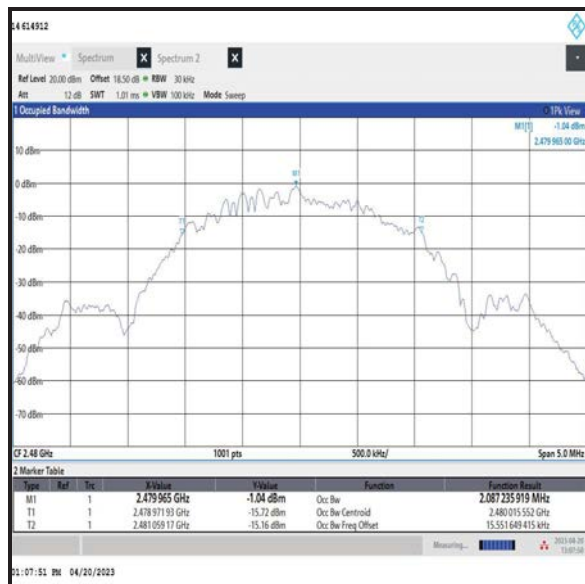 14 614912
MultiView Spectrum X Spectrum 2 X
Ref Level 20.00 dBm Offset 18.50 dB RBW 30 kHz
Att 12 dB SWT 1.01 ms VBW 100 kHz Mode Sweep
1 Occupied Bandwidth 1Pk View
M1[1] -1.04 dBm
2.479 965 00 GHz
10 dBm
M1
0 dBm
-10 dBm
T1 T2
-20 dBm
-30 dBm
-40 dBm
-50 dBm
-60 dBm
-70 dBm
CF 2.48 GHz 1001 pts 500.0 kHz/ Span 5.0 MHz
2 Marker Table
Type Ref Trc X-Value Y-Value Function Function Result
M1 1 2.479 965 GHz -1.04 dBm Occ Bw 2.087 235 919 MHz
T1 1 2.478 971 93 GHz -15.72 dBm Occ Bw Centroid 2.480 015 552 GHz
T2 1 2.481 059 17 GHz -15.16 dBm Occ Bw Freq Offset 15.551 649 415 kHz
Measuring... 2023-04-20
01:07:51 PM 04/20/2023